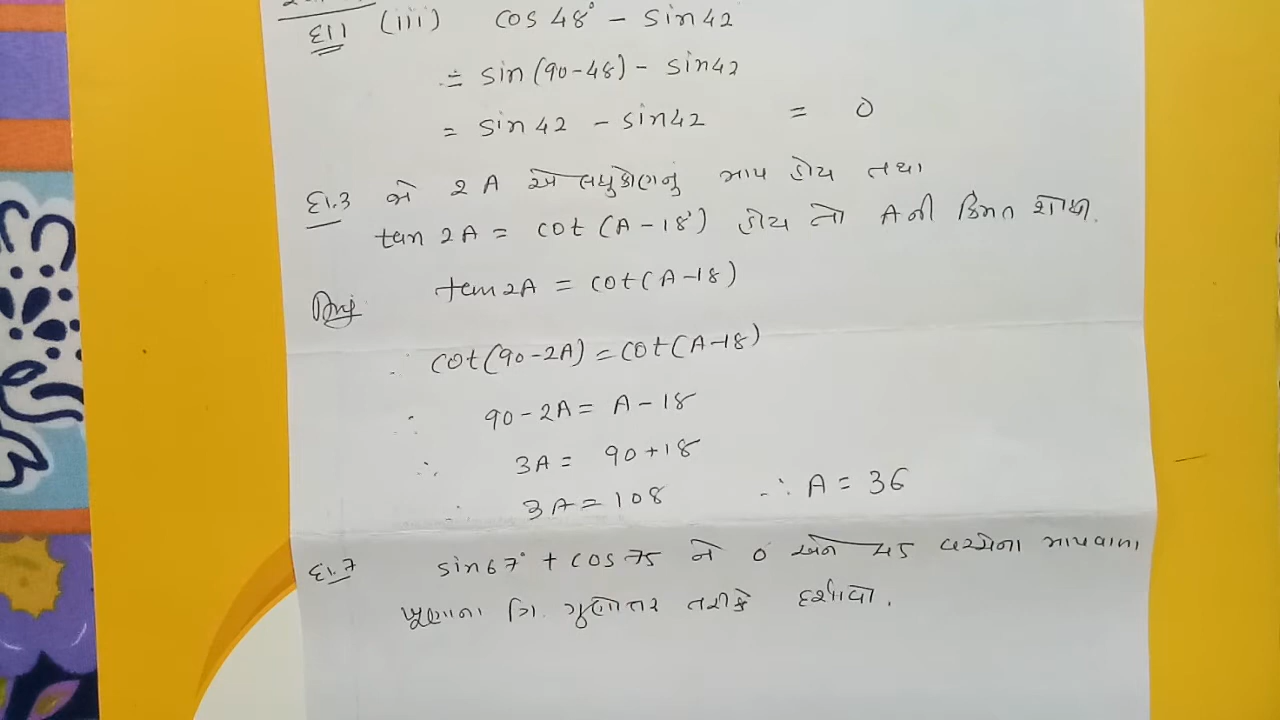 દા1 (iii) cos 48° - sin 42
= sin (90-48) - sin42
= sin 42 - sin42 = 0
દા.3 જો 2 A એ લઘુકોણનું માપ હોય તથા
tan 2A = cot (A - 18°) હોય તો A ની કિંમત શોધો.
tan 2A = cot (A-18)
∴ cot (90-2A) = cot (A-18)
∴ 90 - 2A = A - 18
∴ 3A = 90 + 18
∴ 3A = 108 ∴ A = 36
દા.7 sin 67° + cos 75 ને 0° અને 45 વચ્ચેના માપવાળા
ખૂણાના ત્રિ. ગુણોત્તર તરીકે દર્શાવો.